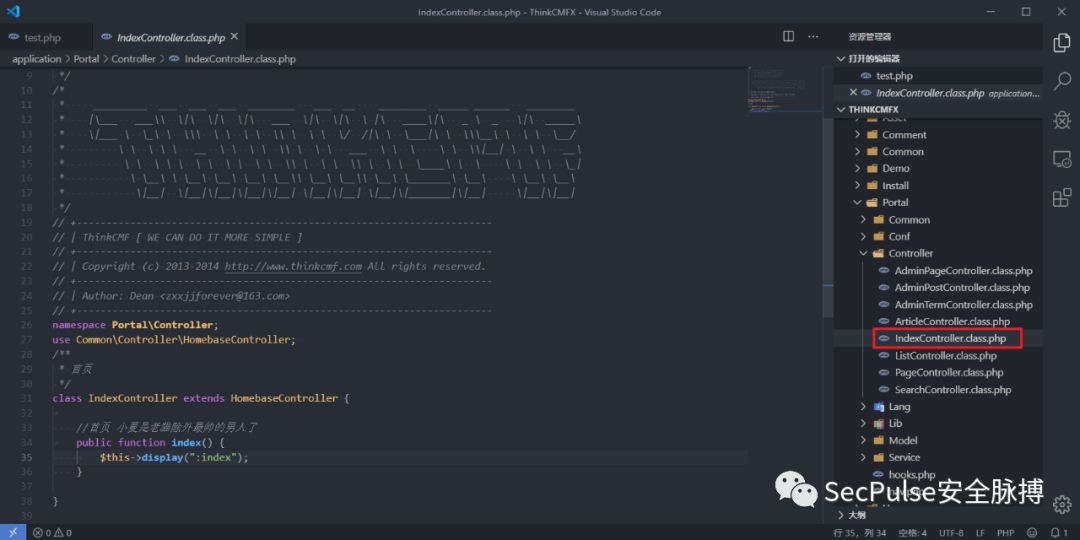 IndexController.class.php - ThinkCMFX - Visual Studio Code
test.php
IndexController.class.php
application > Portal > Controller > IndexController.class.php
9 */
10 /*
11 *
12 *
13 *
14 *
15 *
16 *
17 *
18 */
19 // +----------------------------------------------------------------------
20 // | ThinkCMF [ WE CAN DO IT MORE SIMPLE ]
21 // +----------------------------------------------------------------------
22 // | Copyright (c) 2013-2014 http://www.thinkcmf.com All rights reserved.
23 // +----------------------------------------------------------------------
24 // | Author: Dean <zxxjjforever@163.com>
25 // +----------------------------------------------------------------------
26 namespace Portal\Controller;
27 use Common\Controller\HomebaseController;
28 /**
29 * 首页
30 */
31 class IndexController extends HomebaseController {
32
33 //首页 小夏是老猫除外最帅的男人了
34 public function index() {
35 $this->display(":index");
36 }
37
38 }
39
资源管理器
打开的编辑器
test.php
IndexController.class.php application...
THINKCMFX
Asset
Comment
Common
Demo
Install
Portal
Common
Conf
Controller
AdminPageController.class.php
AdminPostController.class.php
AdminTermController.class.php
ArticleController.class.php
IndexController.class.php
ListController.class.php
PageController.class.php
SearchController.class.php
Lang
Lib
Model
Service
hooks.php
nav.php
大纲
SecPulse安全脉搏
0 0
行 35，列 34 空格: 4 UTF-8 LF PHP 1